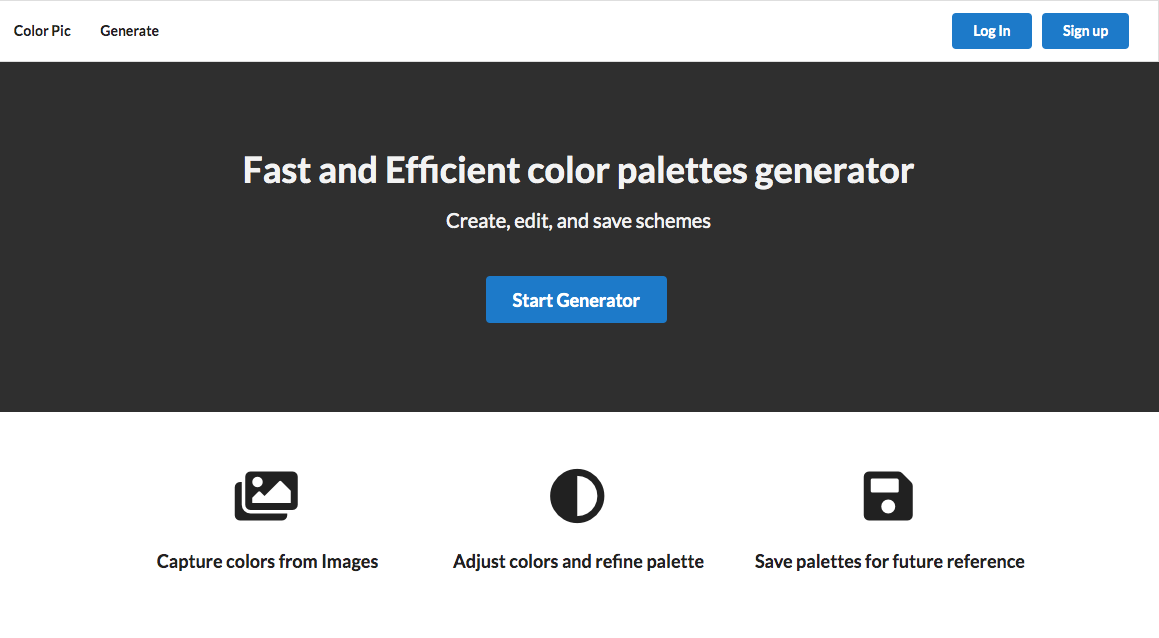 Color Pic Generate Log In Sign up
Fast and Efficient color palettes generator
Create, edit, and save schemes
Start Generator
Capture colors from Images Adjust colors and refine palette Save palettes for future reference